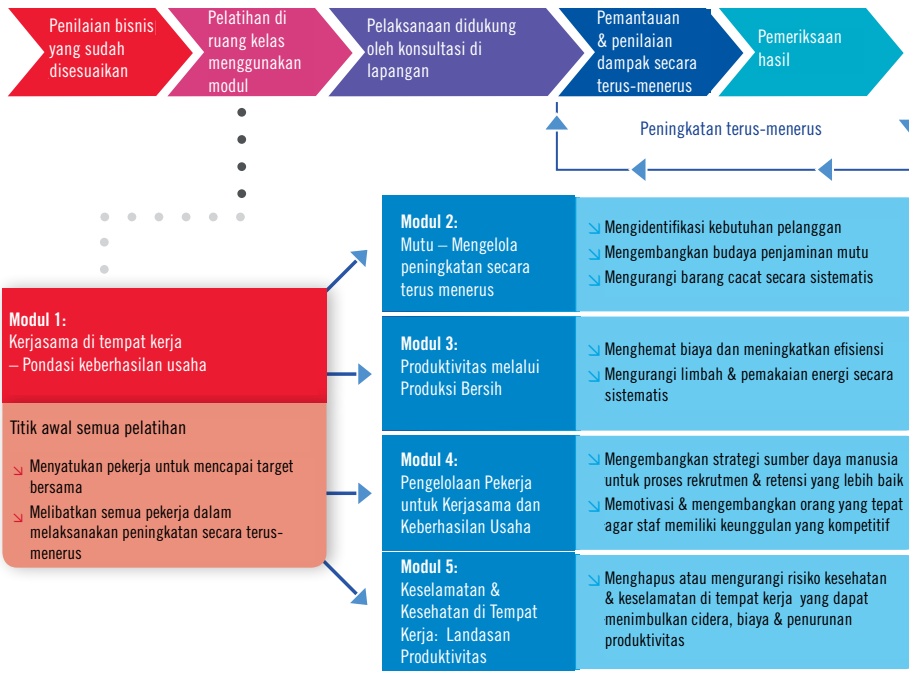 Penilaian bisnis
yang sudah
disesuaikan
Pelatihan di
ruang kelas
menggunakan
modul
Pelaksanaan didukung
oleh konsultasi di
lapangan
Pemantauan
& penilaian
dampak secara
terus-menerus
Pemeriksaan
hasil
Peningkatan terus-menerus
Modul 1:
Kerjasama di tempat kerja
– Pondasi keberhasilan usaha
Titik awal semua pelatihan
Menyatukan pekerja untuk mencapai target
bersama
Melibatkan semua pekerja dalam
melaksanakan peningkatan secara terus-
menerus
Modul 2:
Mutu – Mengelola
peningkatan secara
terus menerus
Mengidentifikasi kebutuhan pelanggan
Mengembangkan budaya penjaminan mutu
Mengurangi barang cacat secara sistematis
Modul 3:
Produktivitas melalui
Produksi Bersih
Menghemat biaya dan meningkatkan efisiensi
Mengurangi limbah & pemakaian energi secara
sistematis
Modul 4:
Pengelolaan Pekerja
untuk Kerjasama dan
Keberhasilan Usaha
Mengembangkan strategi sumber daya manusia
untuk proses rekrutmen & retensi yang lebih baik
Memotivasi & mengembangkan orang yang tepat
agar staf memiliki keunggulan yang kompetitif
Modul 5:
Keselamatan &
Kesehatan di Tempat
Kerja: Landasan
Produktivitas
Menghapus atau mengurangi risiko kesehatan
& keselamatan di tempat kerja yang dapat
menimbulkan cidera, biaya & penurunan
produktivitas